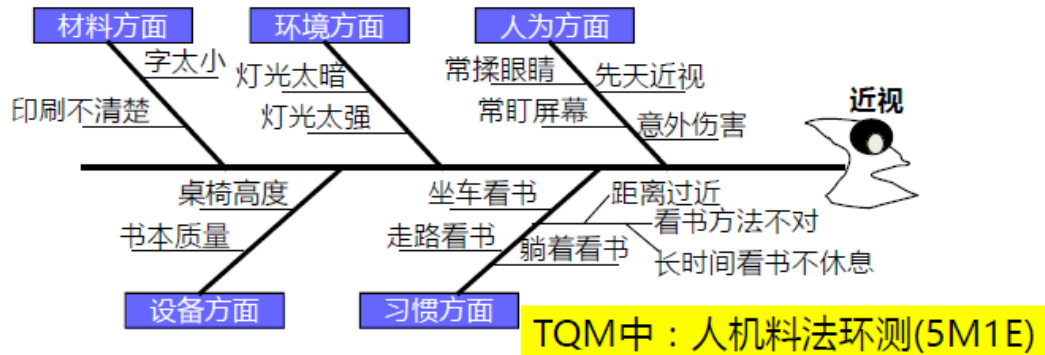 材料方面
环境方面
人为方面
字太小
印刷不清楚
灯光太暗
灯光太强
常揉眼睛
常盯屏幕
先天近视
意外伤害
近视
桌椅高度
书本质量
坐车看书
走路看书
躺着看书
距离过近
看书方法不对
长时间看书不休息
设备方面
习惯方面
TQM中：人机料法环测(5M1E)